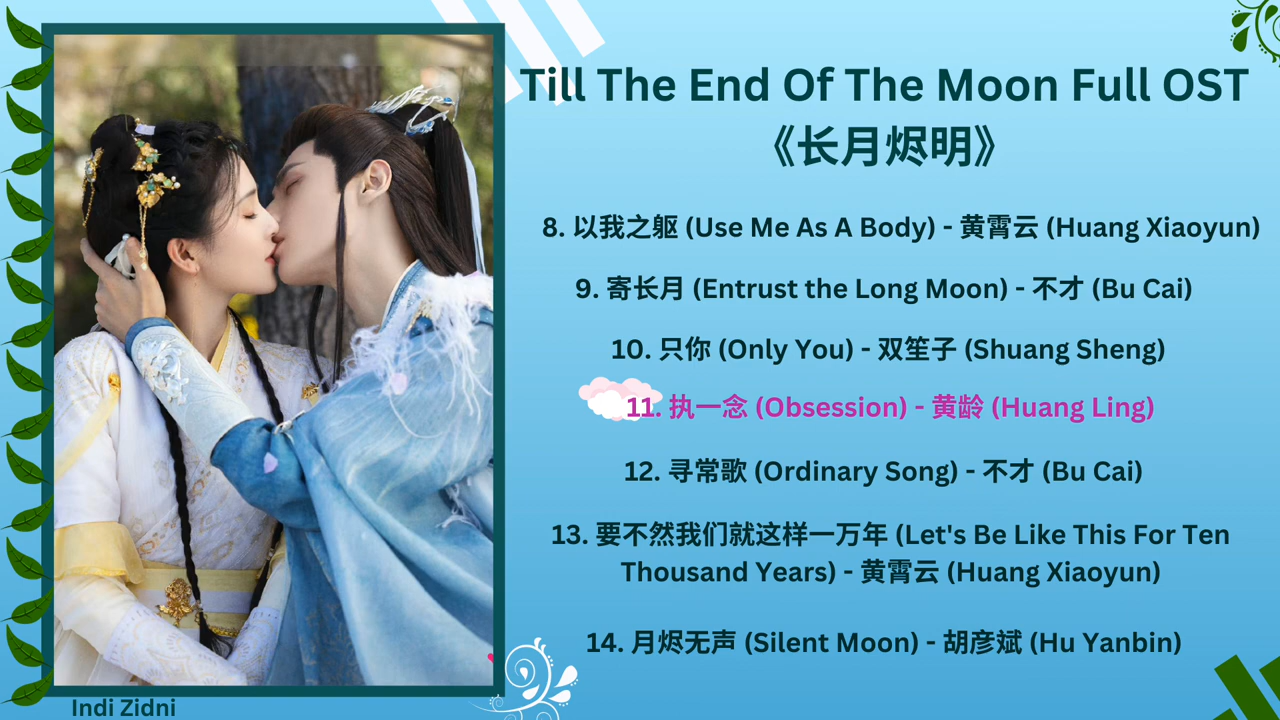 Till The End Of The Moon Full OST
《长月烬明》
8. 以我之躯 (Use Me As A Body) - 黄霄云 (Huang Xiaoyun)
9. 寄长月 (Entrust the Long Moon) - 不才 (Bu Cai)
10. 只你 (Only You) - 双笙子 (Shuang Sheng)
11. 执一念 (Obsession) - 黄龄 (Huang Ling)
12. 寻常歌 (Ordinary Song) - 不才 (Bu Cai)
13. 要不然我们就这样一万年 (Let's Be Like This For Ten
Thousand Years) - 黄霄云 (Huang Xiaoyun)
14. 月烬无声 (Silent Moon) - 胡彦斌 (Hu Yanbin)
Indi Zidni